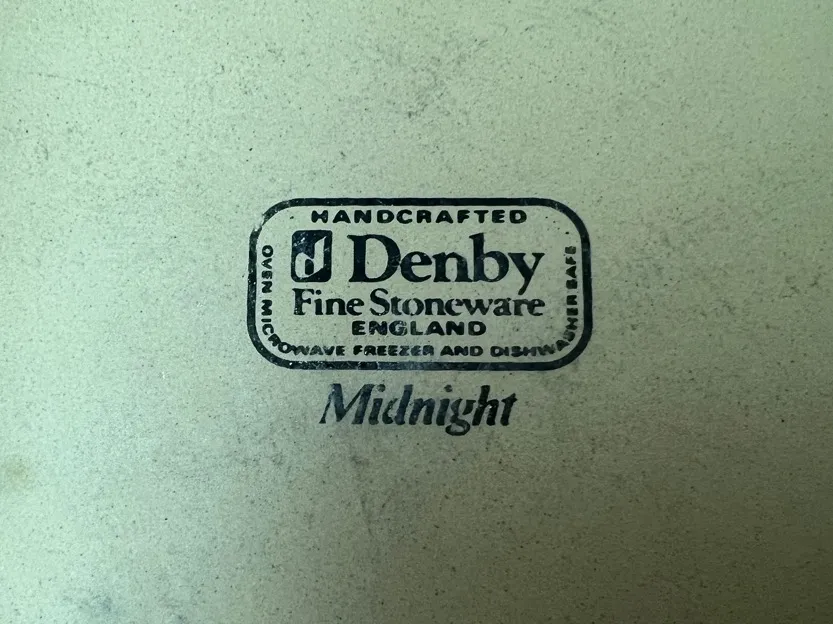 HANDCRAFTED
d Denby
Fine Stoneware
ENGLAND
OVEN MICROWAVE FREEZER AND DISHWASHER SAFE
Midnight